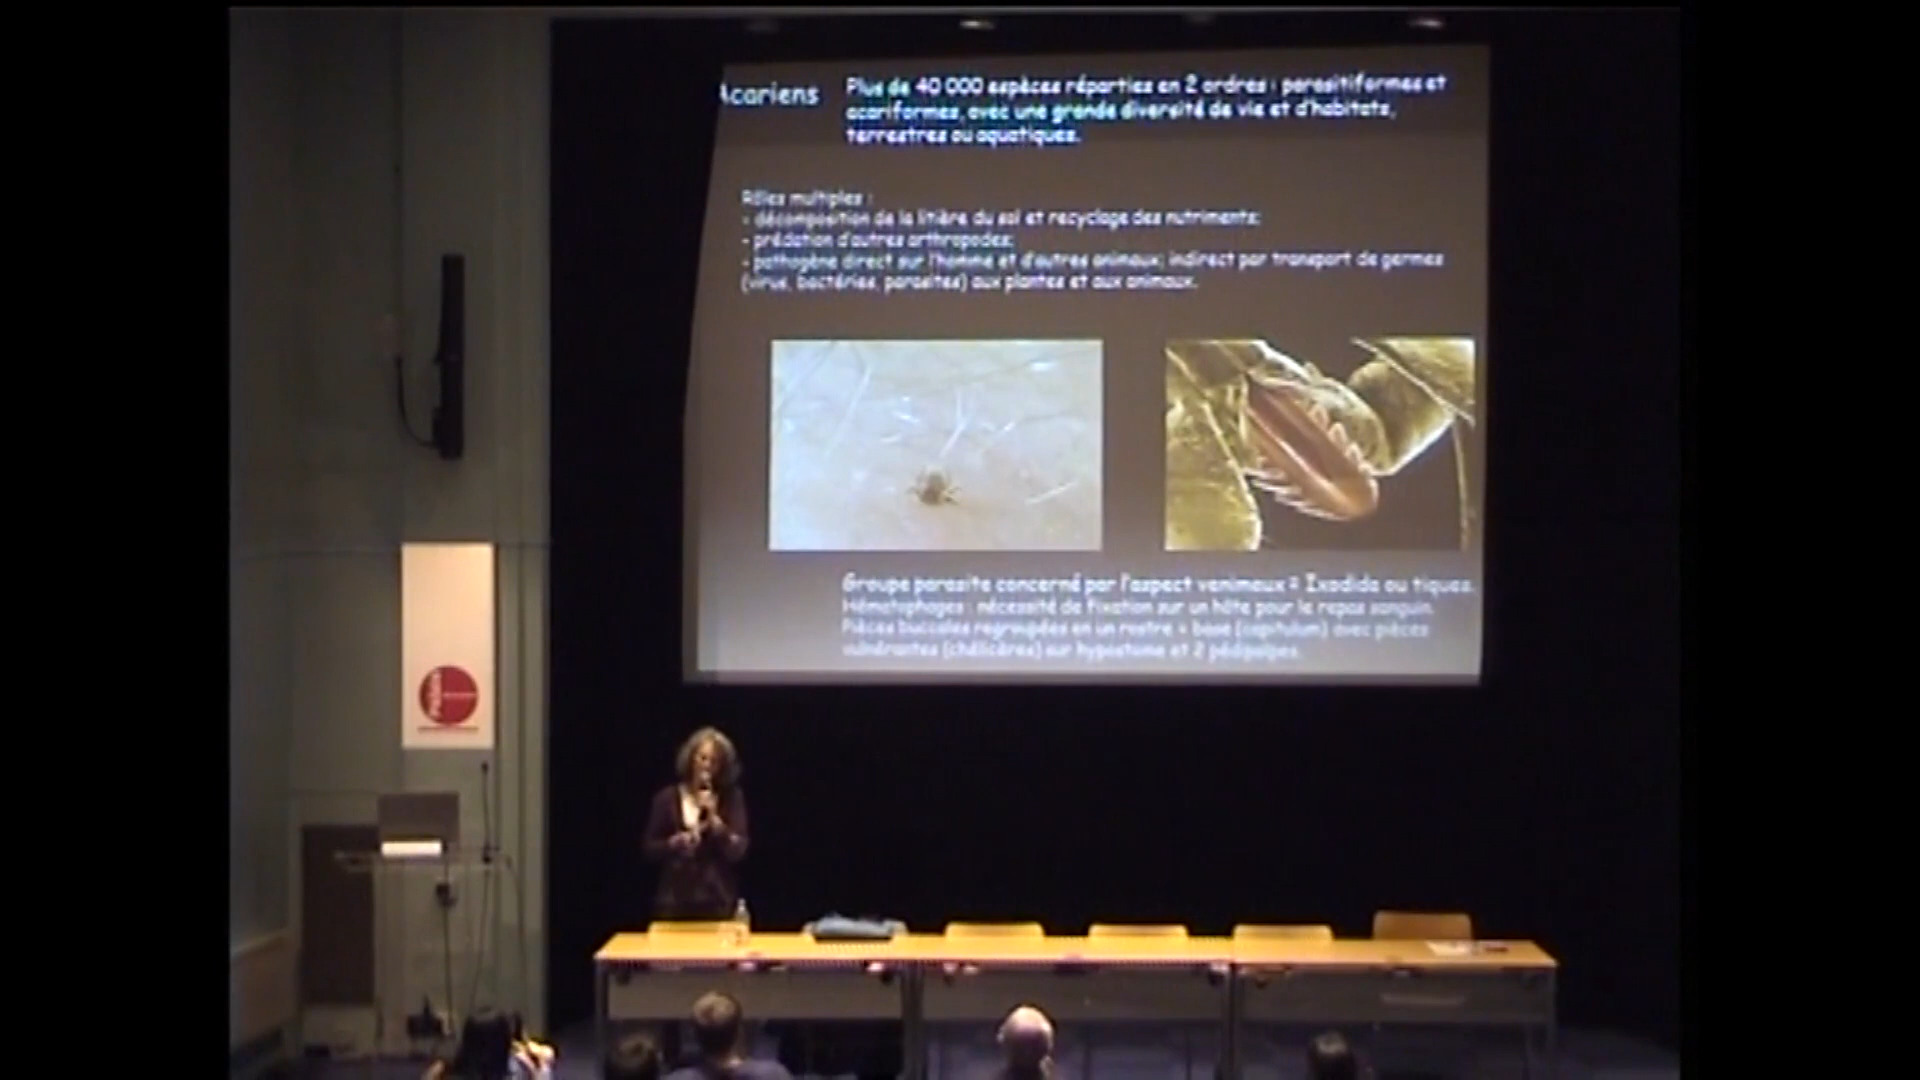 Acariens
Plus de 40 000 espèces réparties en 2 ordres : parasitiformes et
acariformes, avec une grande diversité de vie et d'habitats,
terrestres ou aquatiques.
Rôles multiples :
- décomposition de la litière du sol et recyclage des nutriments;
- prédation d'autres arthropodes;
- pathogène direct sur l'homme et d'autres animaux; indirect par transport de germes
(virus, bactéries, parasites) aux plantes et aux animaux.
Groupe parasite concerné par l'aspect venimeux = Ixodida ou tiques.
Hématophages : nécessité de fixation sur un hôte pour le repas sanguin.
Pièces buccales regroupées en un rostre + base (capitulum) avec pièces
vulnérantes (chélicères) sur hypostome et 2 pédipalpes.